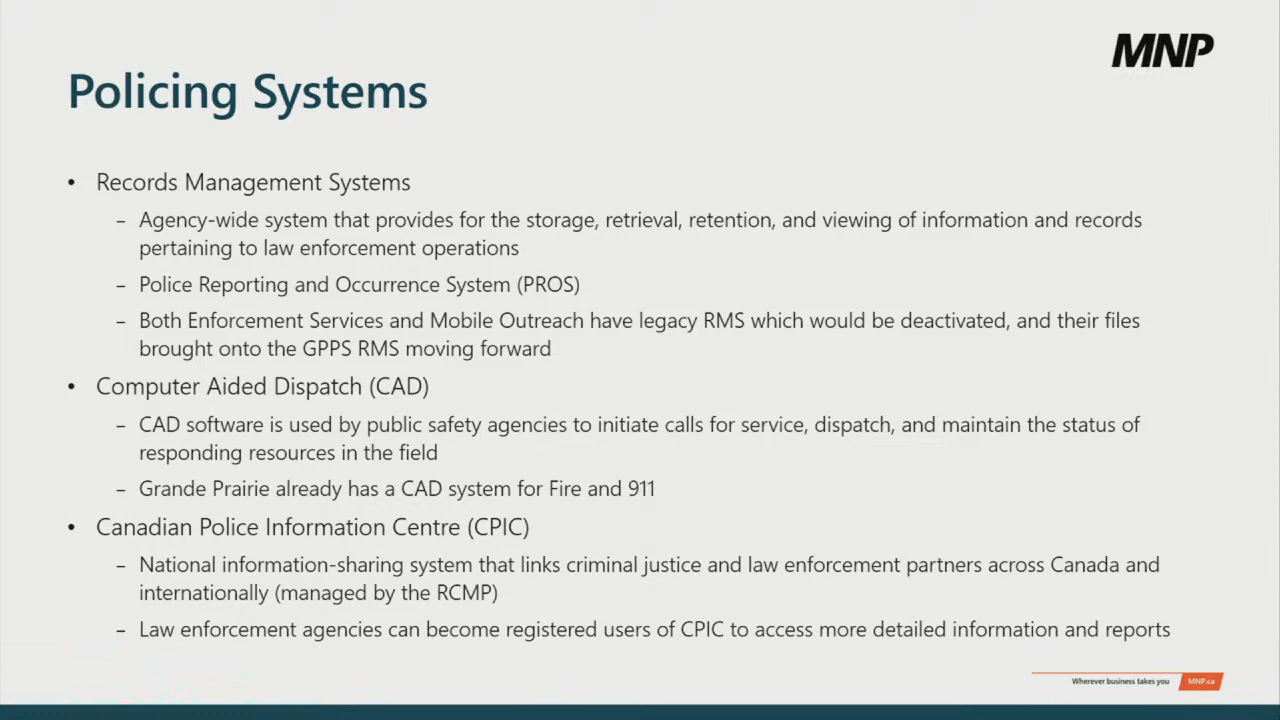 MNP
Policing Systems
• Records Management Systems
– Agency-wide system that provides for the storage, retrieval, retention, and viewing of information and records
pertaining to law enforcement operations
– Police Reporting and Occurrence System (PROS)
– Both Enforcement Services and Mobile Outreach have legacy RMS which would be deactivated, and their files
brought onto the GPPS RMS moving forward
• Computer Aided Dispatch (CAD)
– CAD software is used by public safety agencies to initiate calls for service, dispatch, and maintain the status of
responding resources in the field
– Grande Prairie already has a CAD system for Fire and 911
• Canadian Police Information Centre (CPIC)
– National information-sharing system that links criminal justice and law enforcement partners across Canada and
internationally (managed by the RCMP)
– Law enforcement agencies can become registered users of CPIC to access more detailed information and reports
Wherever business takes you
MNP.ca